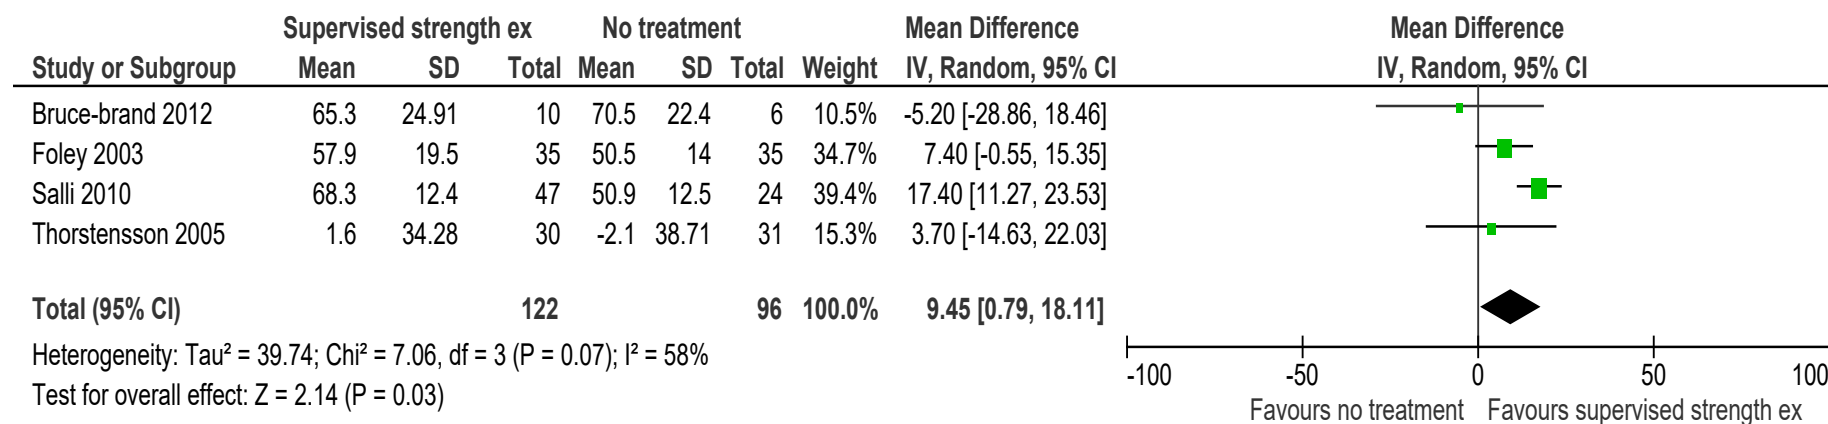 Supervised strength ex No treatment Mean Difference Mean Difference
Study or Subgroup Mean SD Total Mean SD Total Weight IV, Random, 95% CI IV, Random, 95% CI
Bruce-brand 2012 65.3 24.91 10 70.5 22.4 6 10.5% -5.20 [-28.86, 18.46]
Foley 2003 57.9 19.5 35 50.5 14 35 34.7% 7.40 [-0.55, 15.35]
Salli 2010 68.3 12.4 47 50.9 12.5 24 39.4% 17.40 [11.27, 23.53]
Thorstensson 2005 1.6 34.28 30 -2.1 38.71 31 15.3% 3.70 [-14.63, 22.03]
Total (95% CI) 122 96 100.0% 9.45 [0.79, 18.11]
Heterogeneity: Tau² = 39.74; Chi² = 7.06, df = 3 (P = 0.07); I² = 58%
Test for overall effect: Z = 2.14 (P = 0.03)
-100 -50 0 50 100
Favours no treatment Favours supervised strength ex